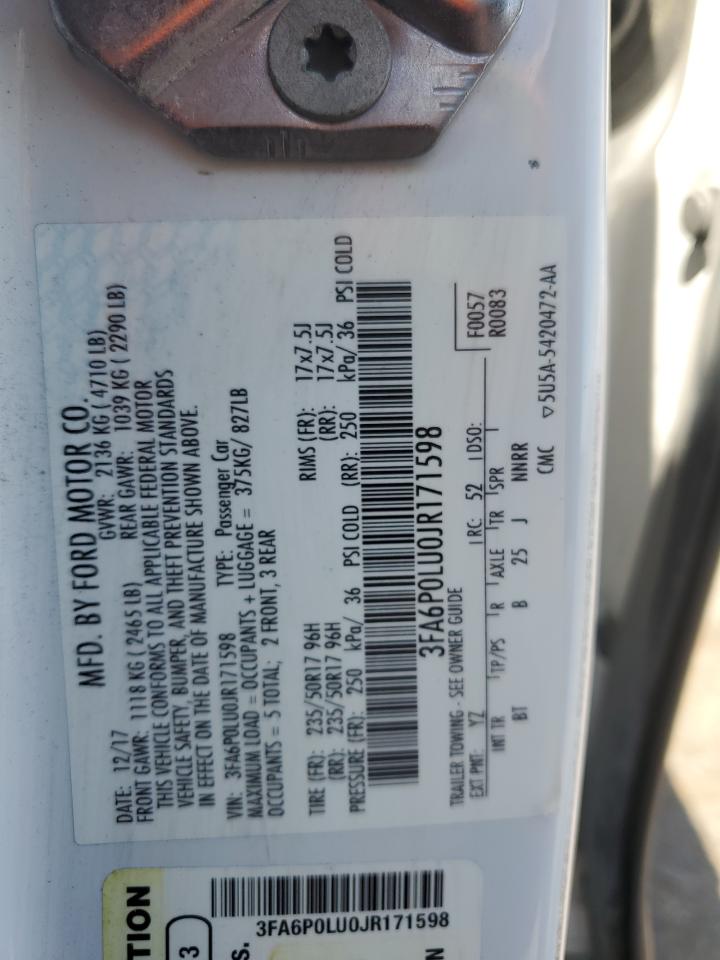 MFD. BY FORD MOTOR CO.
DATE: 12/17 GVWR: 2136 KG ( 4710 LB)
FRONT GAWR: 1118 KG ( 2465 LB) REAR GAWR: 1039 KG ( 2290 LB)
THIS VEHICLE CONFORMS TO ALL APPLICABLE FEDERAL MOTOR
VEHICLE SAFETY, BUMPER, AND THEFT PREVENTION STANDARDS
IN EFFECT ON THE DATE OF MANUFACTURE SHOWN ABOVE.
VIN: 3FA6P0LU0JR171598 TYPE: Passenger Car
MAXIMUM LOAD = OCCUPANTS + LUGGAGE = 375KG/ 827LB
OCCUPANTS = 5 TOTAL; 2 FRONT, 3 REAR
TIRE (FR): 235/50R17 96H RIMS (FR): 17x7.5J
(RR): 235/50R17 96H (RR): 17x7.5J
PRESSURE (FR): 250 kPa/ 36 PSI COLD (RR): 250 kPa/ 36 PSI COLD
3FA6P0LU0JR171598
F0057
R0083
TRAILER TOWING - SEE OWNER GUIDE
EXT PNT: YZ RC: 52 DSO:
INT TR TP/PS R AXLE TR SPR
BT B 25 J NNRR
CMC
▽5U5A-5420472-AA
TION
3
S.
3FA6P0LU0JR171598
N